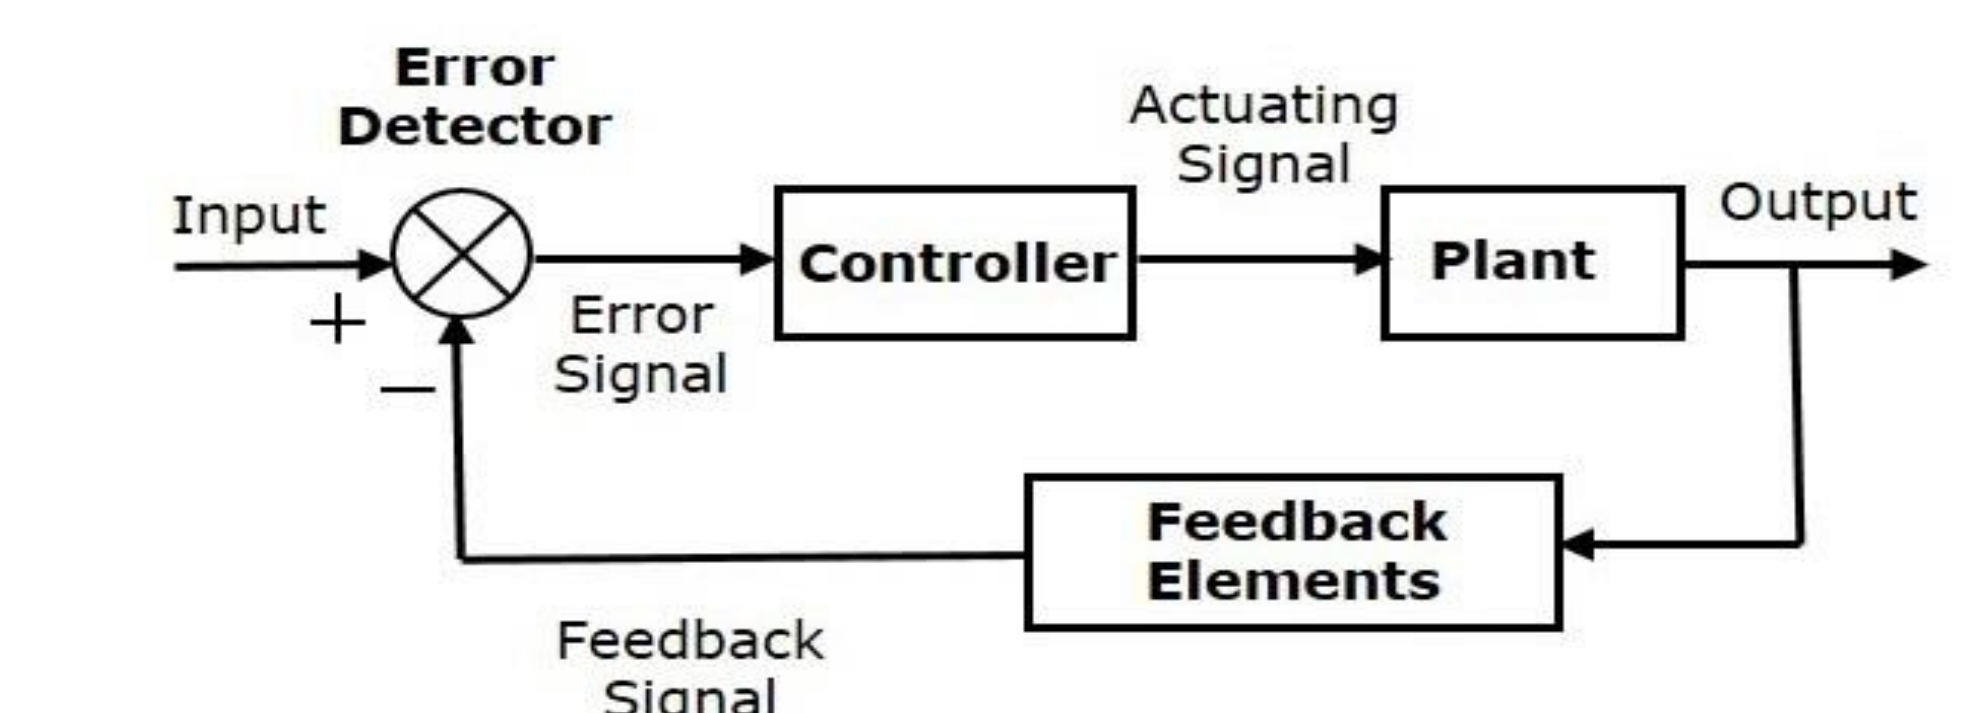 Error
Detector
Actuating
Signal
Input
Output
Controller
Plant
+
Error
Signal
—
Feedback
Elements
Feedback
Signal